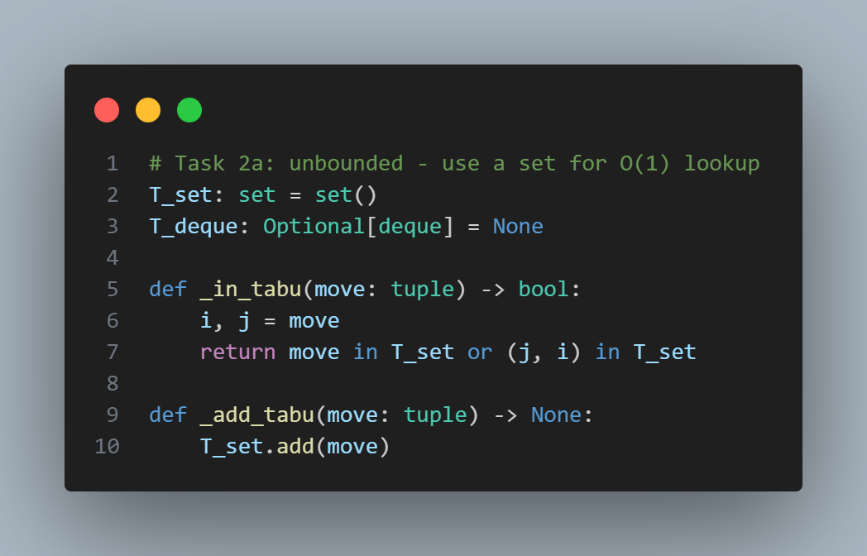 1 # Task 2a: unbounded - use a set for O(1) lookup
2 T_set: set = set()
3 T_deque: Optional[deque] = None
4
5 def _in_tabu(move: tuple) -> bool:
6     i, j = move
7     return move in T_set or (j, i) in T_set
8
9 def _add_tabu(move: tuple) -> None:
10     T_set.add(move)